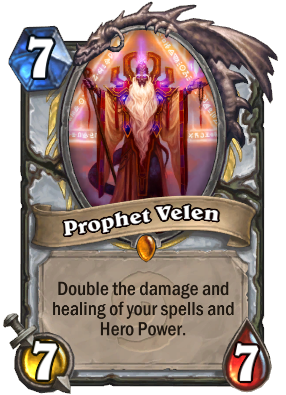 7
Prophet Velen
Double the damage and
healing of your spells and
Hero Power.
7
7